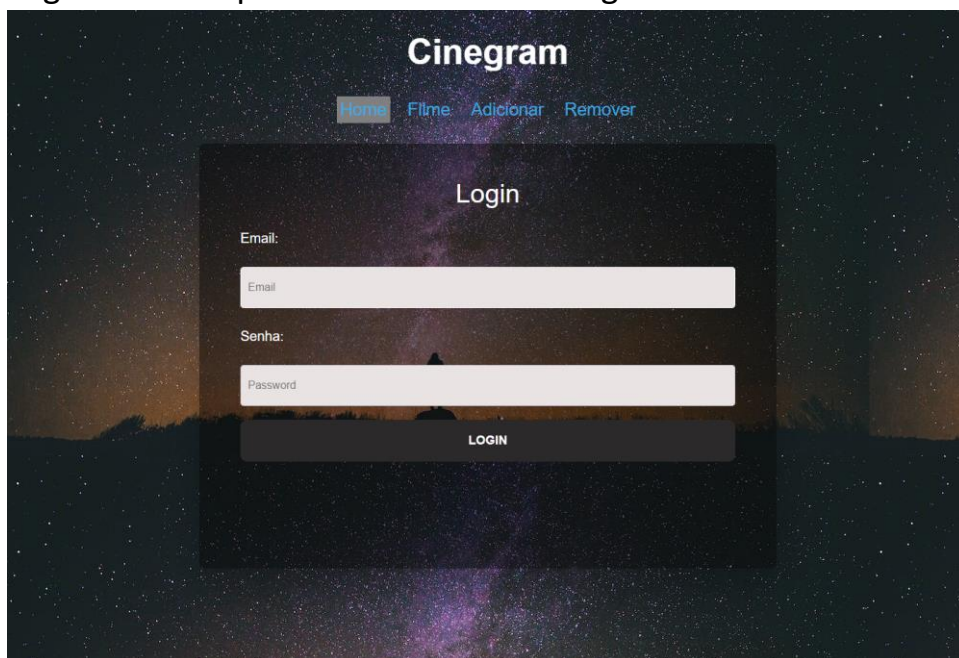 Cinegram
Home FIlme Adicionar Remover
Login
Email:
Email
Senha:
Password
LOGIN